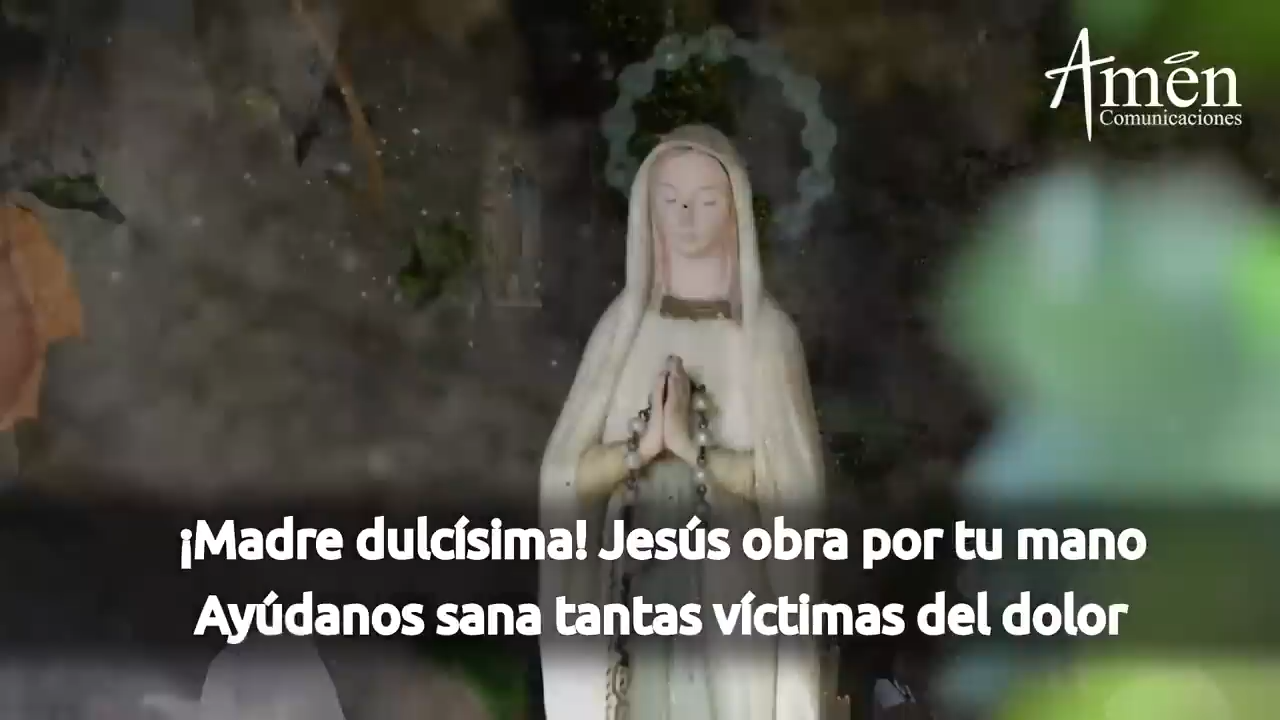 Amén
Comunicaciones
¡Madre dulcísima! Jesús obra por tu mano
Ayúdanos sana tantas víctimas del dolor